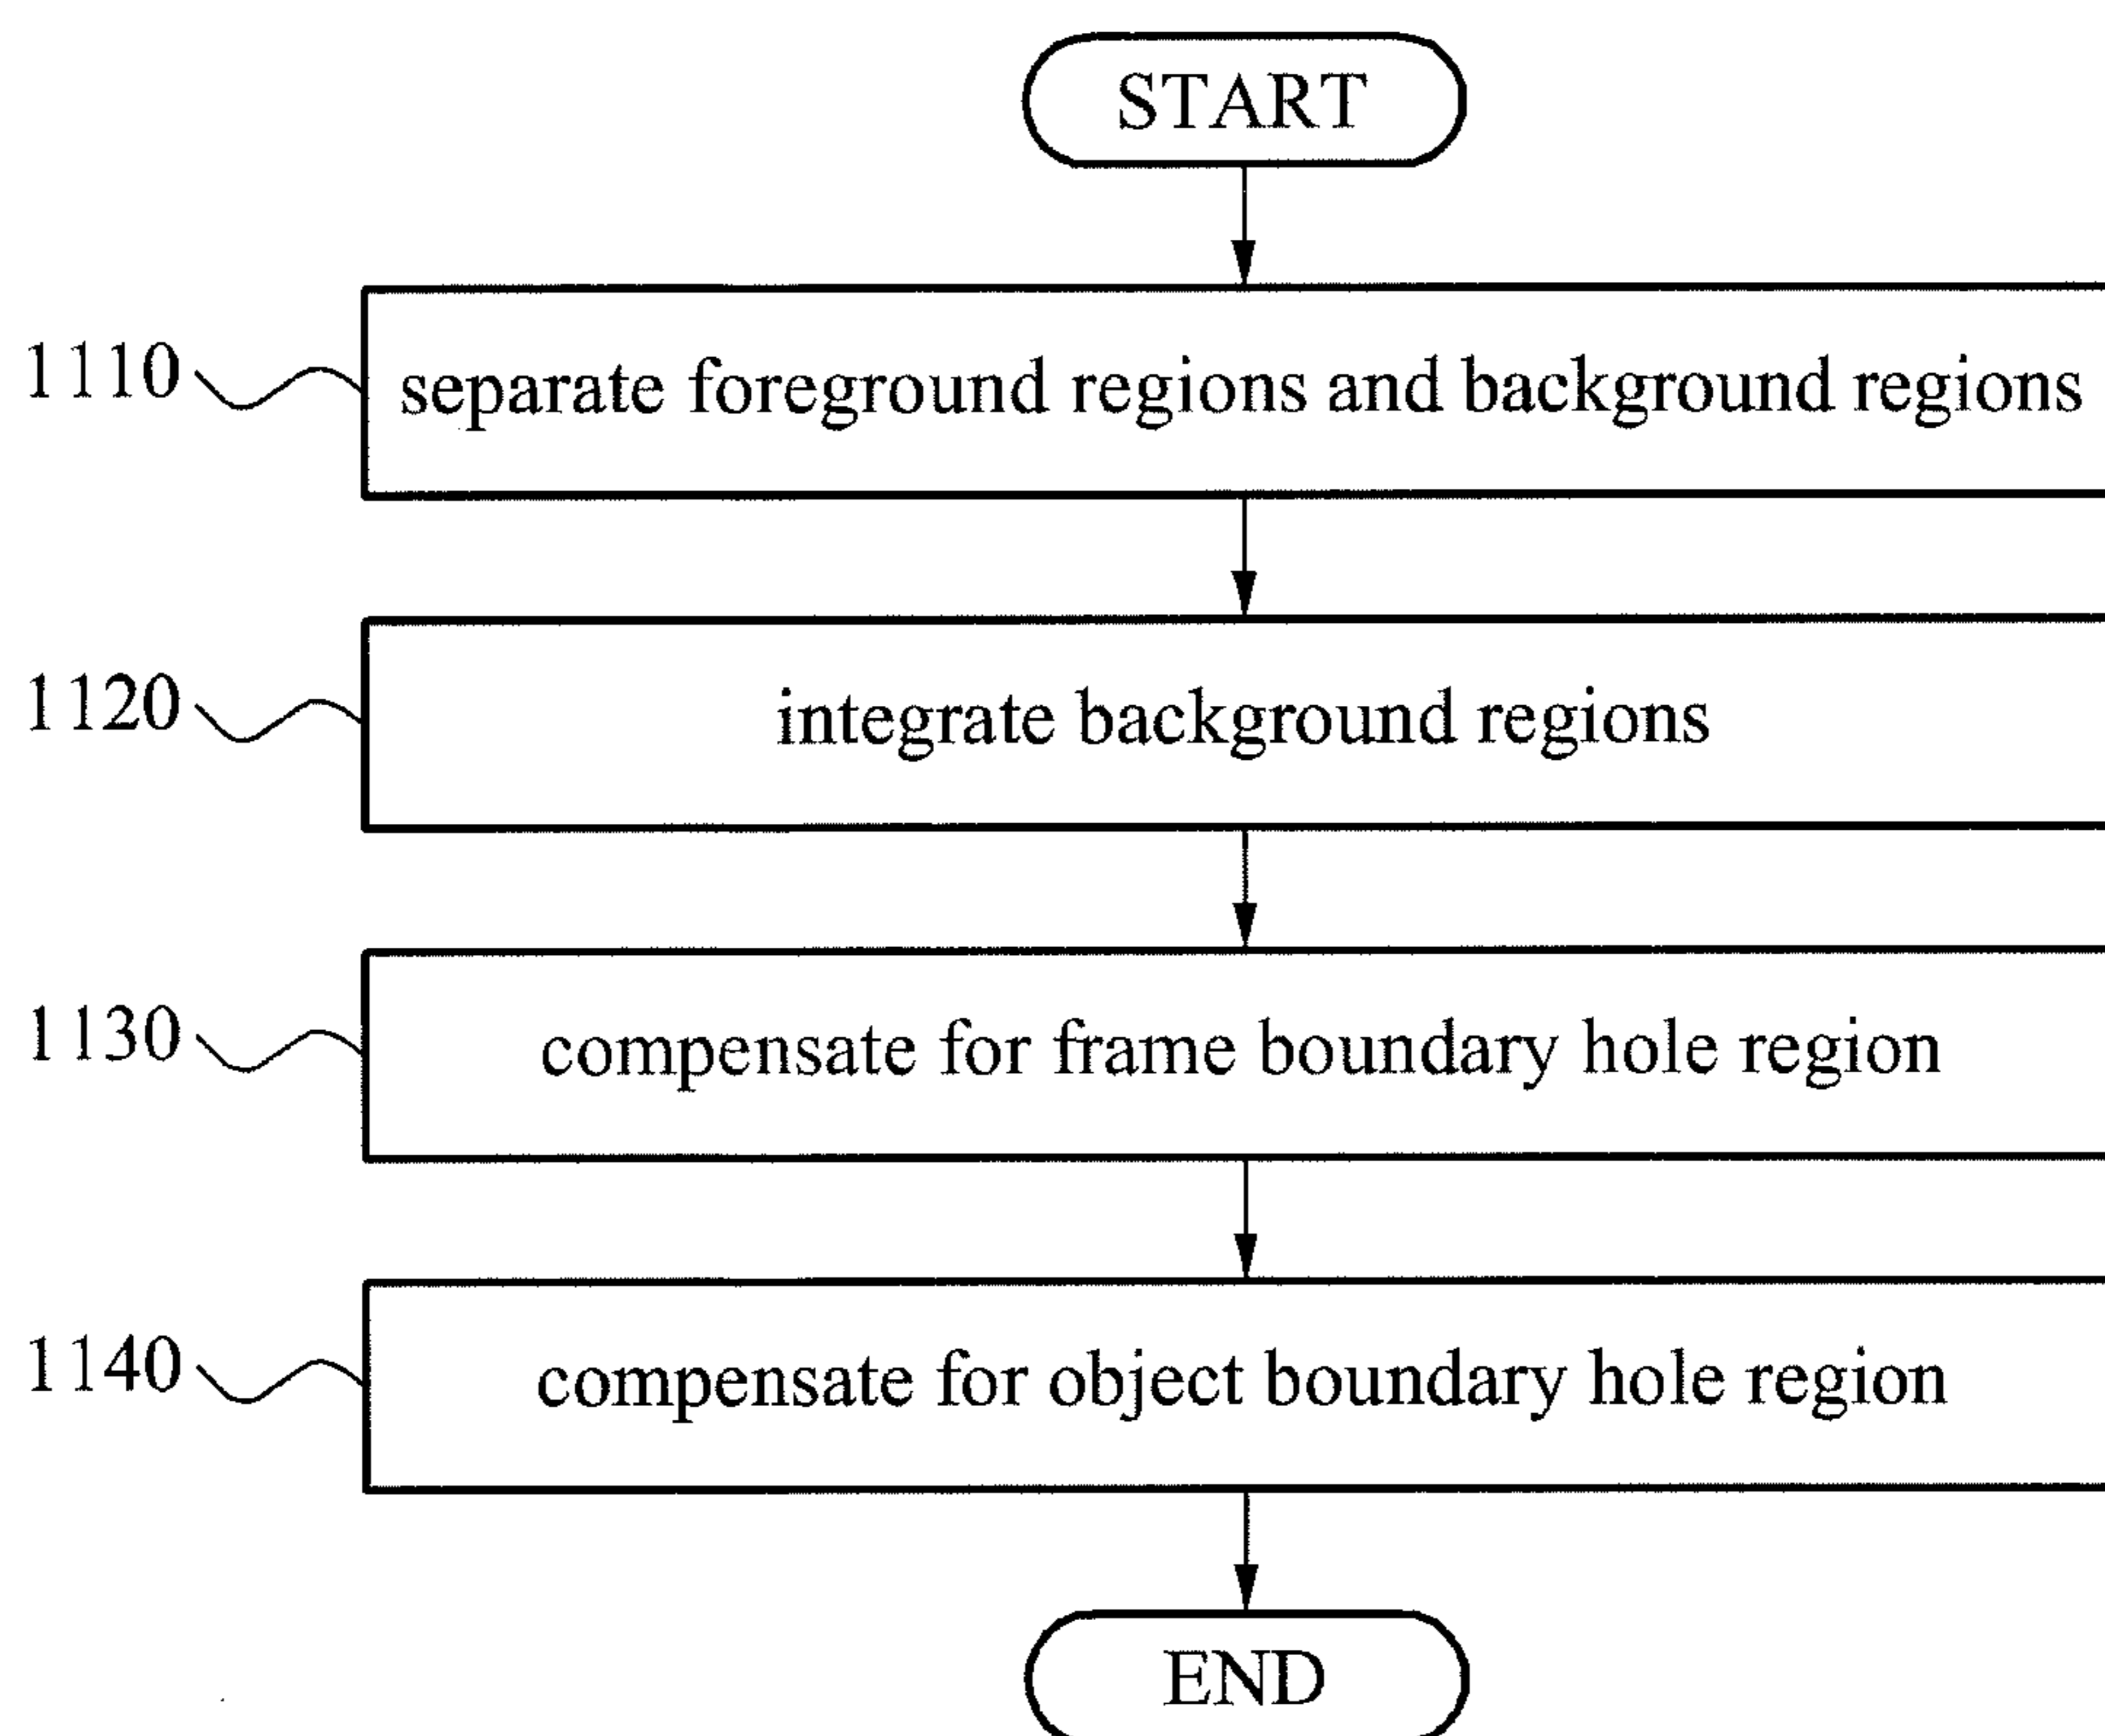 START
1110 separate foreground regions and background regions
1120 integrate background regions
1130 compensate for frame boundary hole region
1140 compensate for object boundary hole region
END